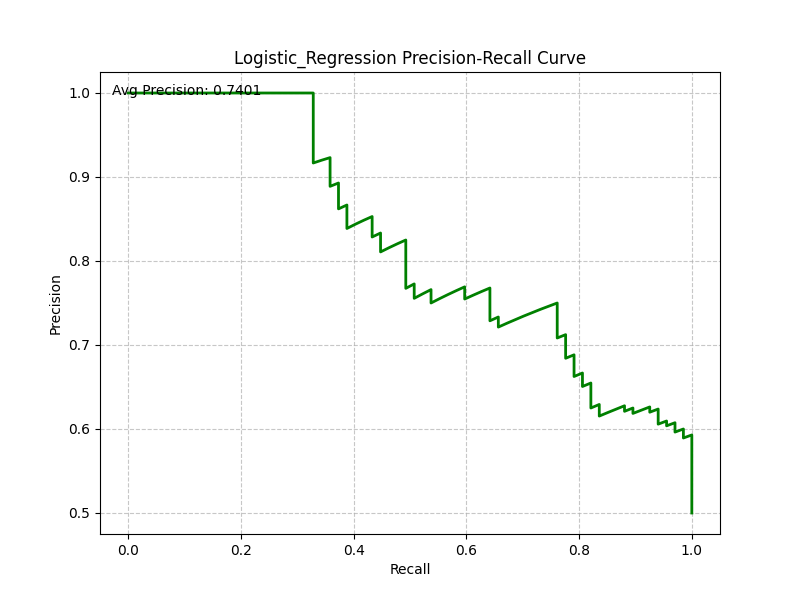 Logistic_Regression Precision-Recall Curve
Avg Precision: 0.7401
1.0
0.9
0.8
0.7
0.6
0.5
Precision
0.0 0.2 0.4 0.6 0.8 1.0
Recall